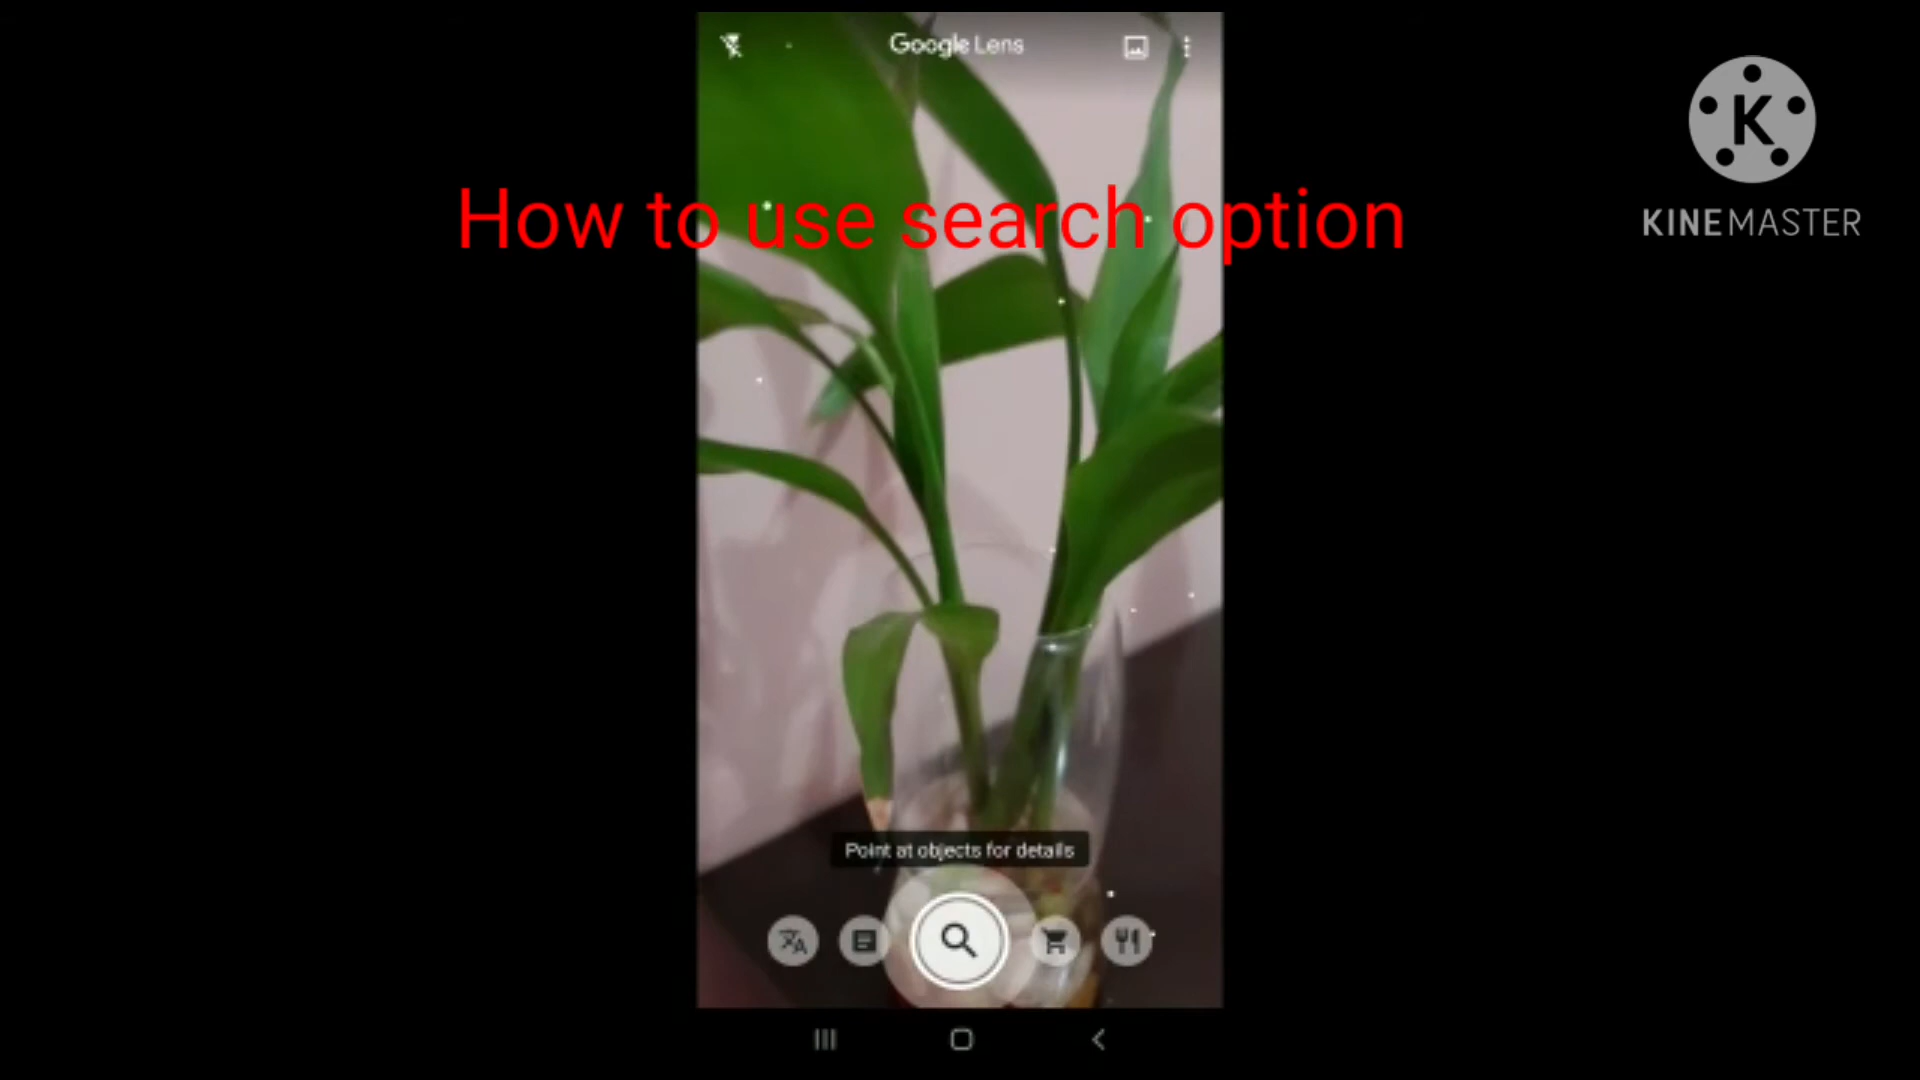 Google Lens
How to use search option
KINEMASTER
Point at objects for details